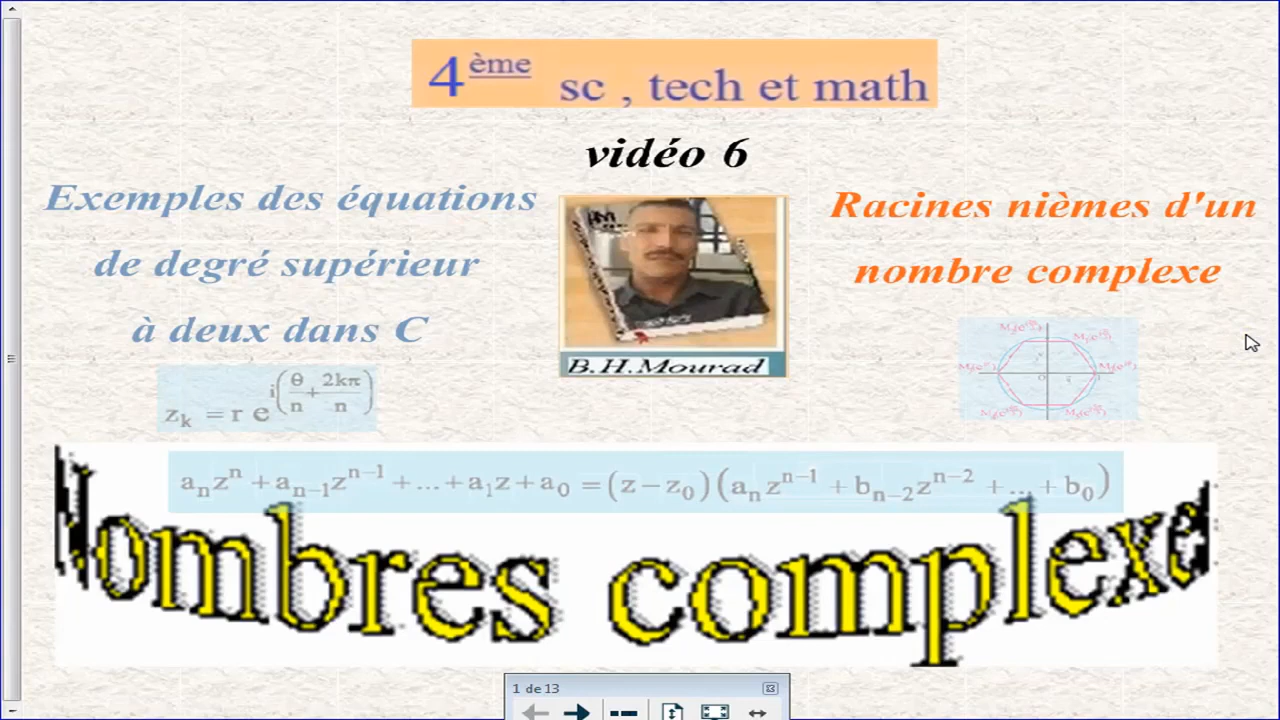 4ème sc , tech et math
vidéo 6
Exemples des équations
de degré supérieur
à deux dans C
Racines nièmes d'un
nombre complexe
B.H.Mourad
z_k = r e^{i(θ/n + 2kπ/n)}
a_n z^n + a_{n-1} z^{n-1} + ... + a_1 z + a_0 = (z - z_0)(a_n z^{n-1} + b_{n-2} z^{n-2} + ... + b_0)
Nombres complexes
1 de 13